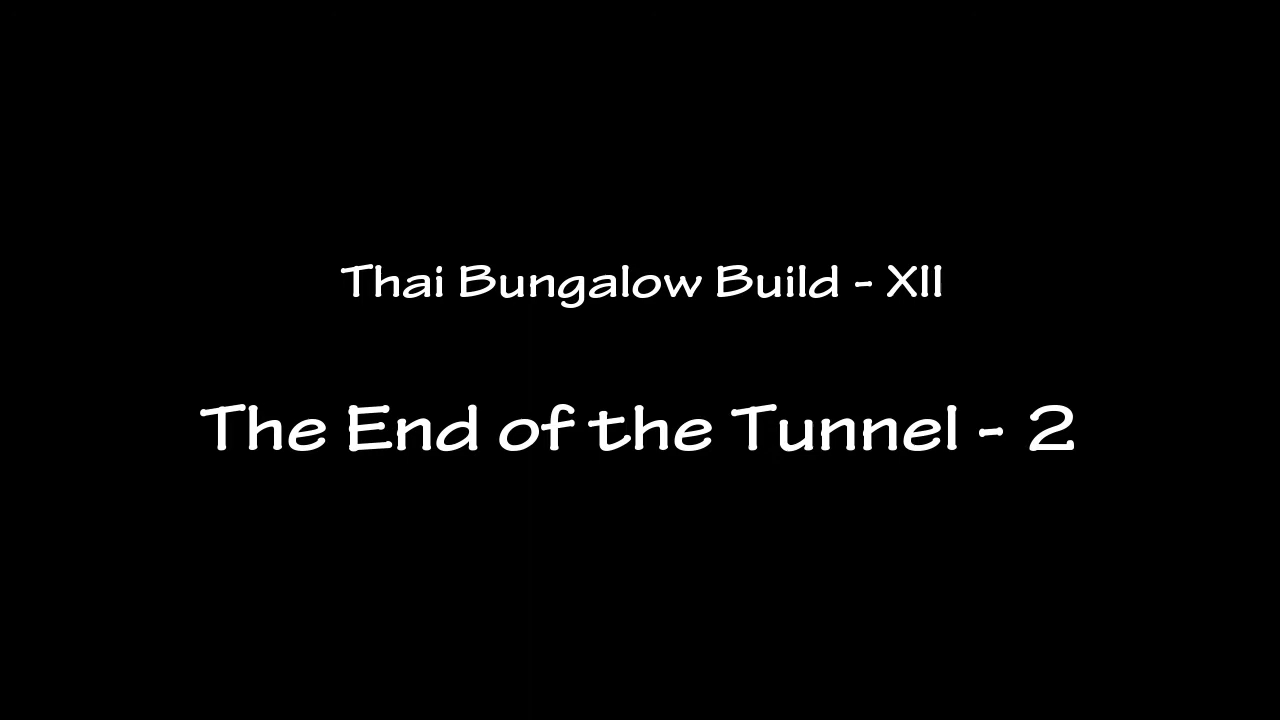 Thai Bungalow Build - XII
The End of the Tunnel - 2